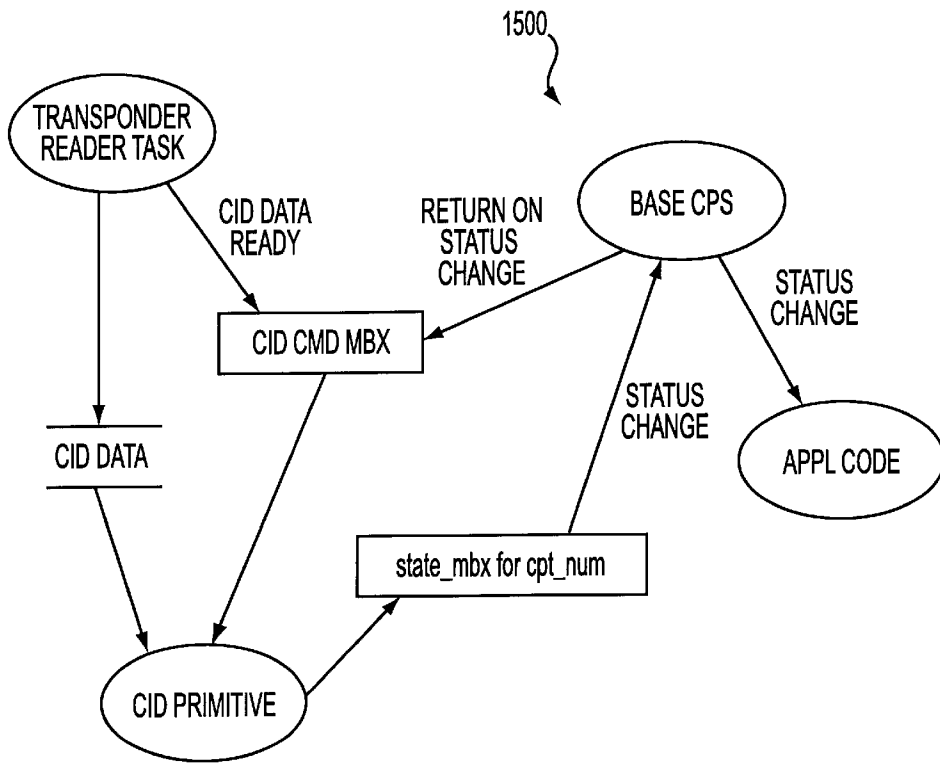 1500
TRANSPONDER
READER TASK
BASE CPS
CID DATA
READY
RETURN ON
STATUS
CHANGE
STATUS
CHANGE
CID CMD MBX
STATUS
CHANGE
CID DATA
APPL CODE
state_mbx for cpt_num
CID PRIMITIVE